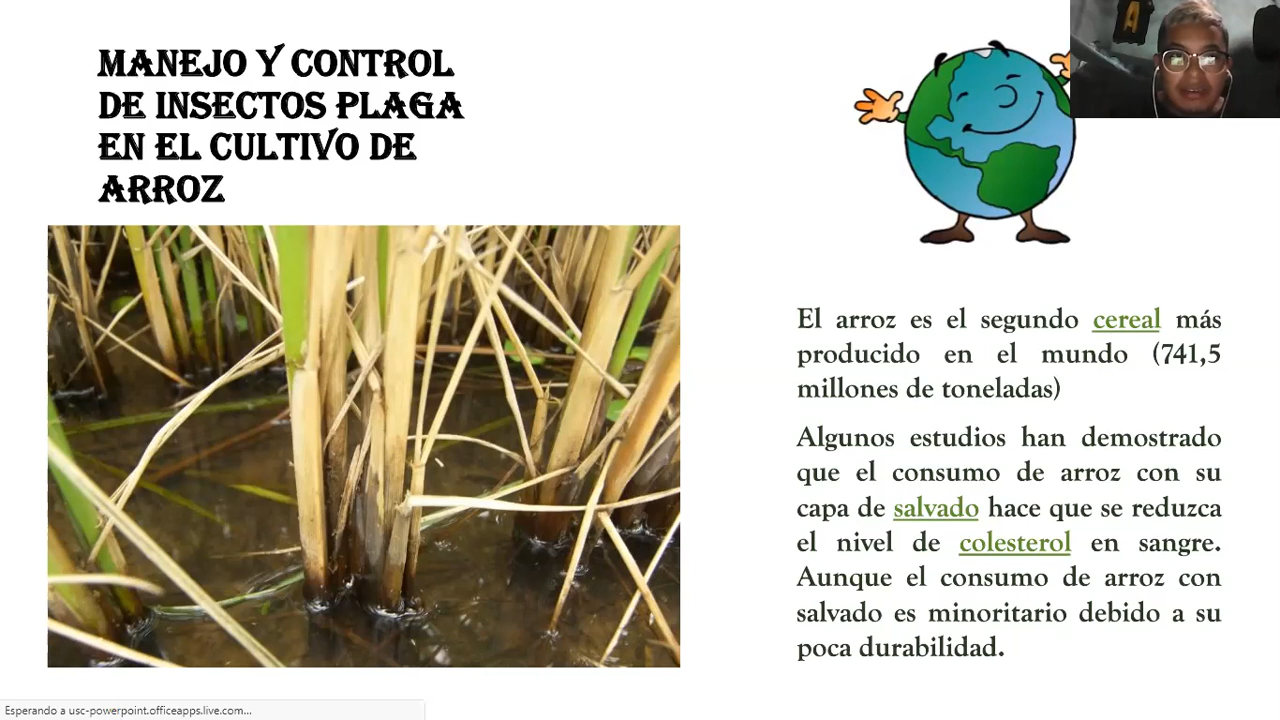 MANEJO Y CONTROL
DE INSECTOS PLAGA
EN EL CULTIVO DE
ARROZ
A
El arroz es el segundo cereal más
producido en el mundo (741,5
millones de toneladas)
Algunos estudios han demostrado
que el consumo de arroz con su
capa de salvado hace que se reduzca
el nivel de colesterol en sangre.
Aunque el consumo de arroz con
salvado es minoritario debido a su
poca durabilidad.
Esperando a usc-powerpoint.officeapps.live.com...